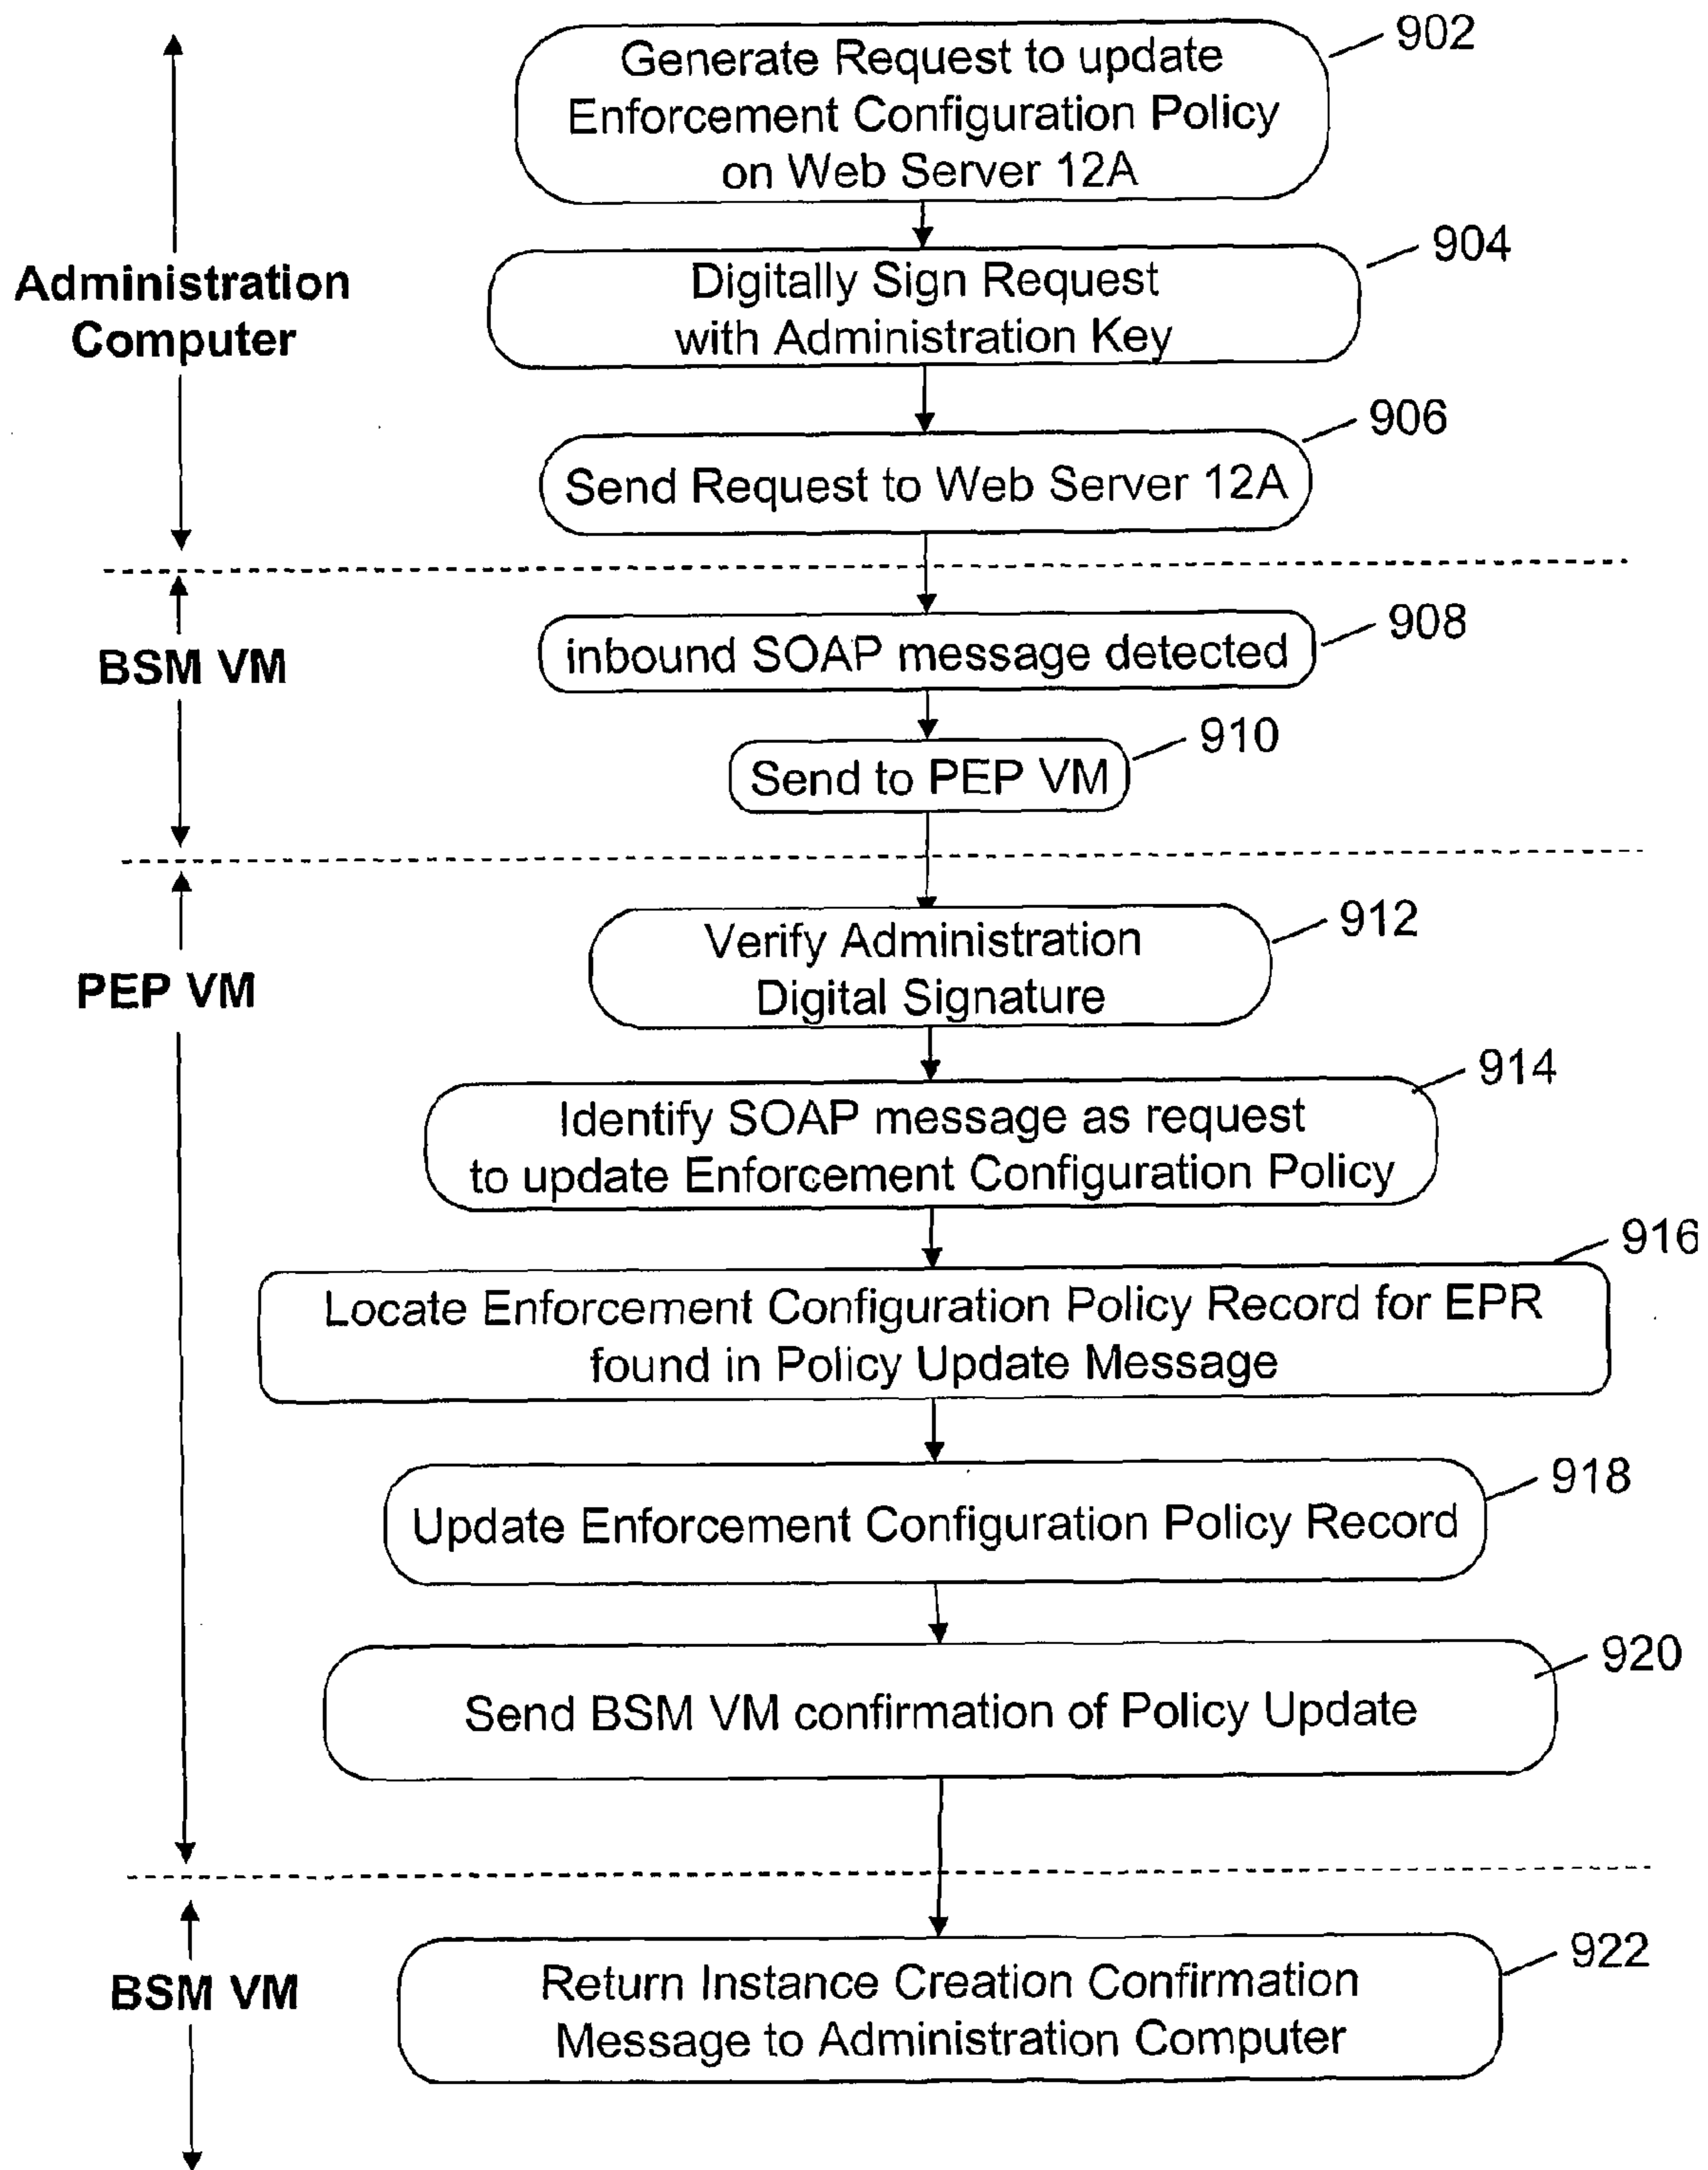 902
Generate Request to update
Enforcement Configuration Policy
on Web Server 12A
904
Administration
Computer
Digitally Sign Request
with Administration Key
906
Send Request to Web Server 12A
BSM VM
908
inbound SOAP message detected
910
Send to PEP VM
PEP VM
912
Verify Administration
Digital Signature
914
Identify SOAP message as request
to update Enforcement Configuration Policy
916
Locate Enforcement Configuration Policy Record for EPR
found in Policy Update Message
918
Update Enforcement Configuration Policy Record
920
Send BSM VM confirmation of Policy Update
BSM VM
922
Return Instance Creation Confirmation
Message to Administration Computer